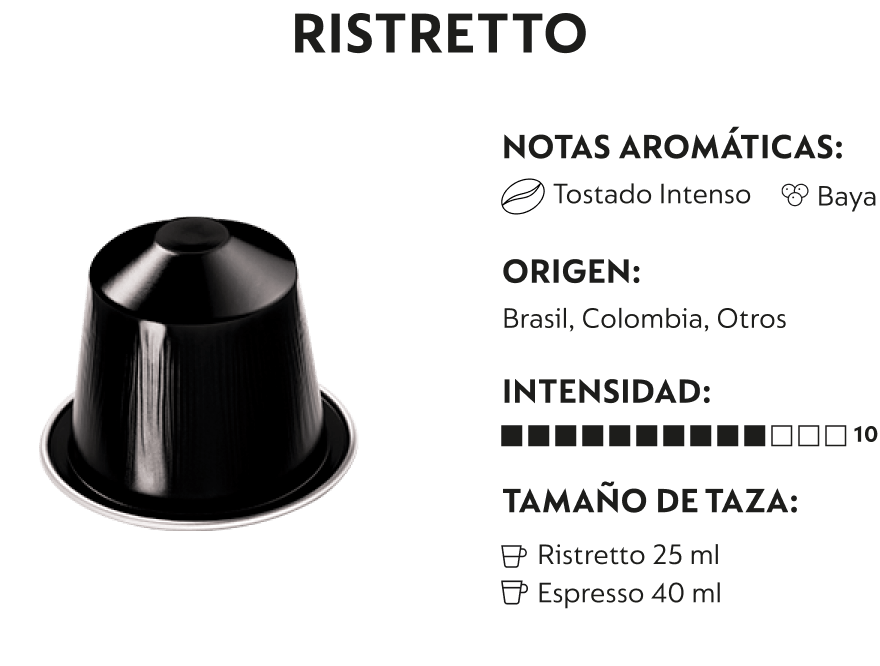 RISTRETTO
NOTAS AROMÁTICAS:
Tostado Intenso Baya
ORIGEN:
Brasil, Colombia, Otros
INTENSIDAD:
10
TAMAÑO DE TAZA:
Ristretto 25 ml
Espresso 40 ml